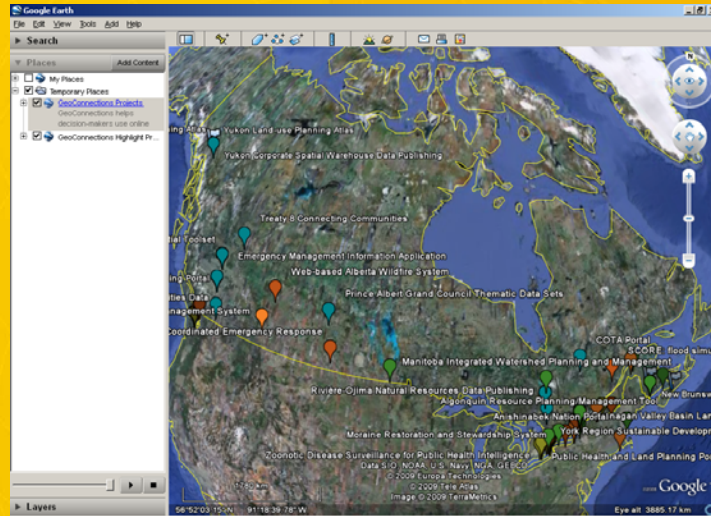 Google Earth
File Edit View Tools Add Help
Search
Places
Add Content
My Places
Temporary Places
GeoConnections Projects
GeoConnections helps
decision-makers use online
GeoConnections Highlight Pr...
Layers
N
Yukon Land-use Planning Atlas
Yukon Corporate Spatial Warehouse Data Publishing
Treaty 8 Connecting Communities
Toolset
Emergency Management Information Application
Web-based Alberta Wildfire System
Portal
Prince Albert Grand Council Thematic Data Sets
Data
System
Coordinated Emergency Response
COTA Portal
SCORE flood
Manitoba Integrated Watershed Planning and Management
Rivière-Ojima Natural Resources Data Publishing
New
Algonquin Resource Planning/Management Tool
Anishinabek Nation Portal
Valley Basin
Moraine Restoration and Stewardship System
York Region Sustainable
Zoonotic Disease Surveillance for Public Health Intelligence
Public Health and Land Planning
Data SIO, NOAA, U.S. Navy, NGA, GEBCO
© 2009 Europa Technologies
© 2009 Tele Atlas
Image © 2009 TerraMetrics
Google
Eye alt 3885.17 km